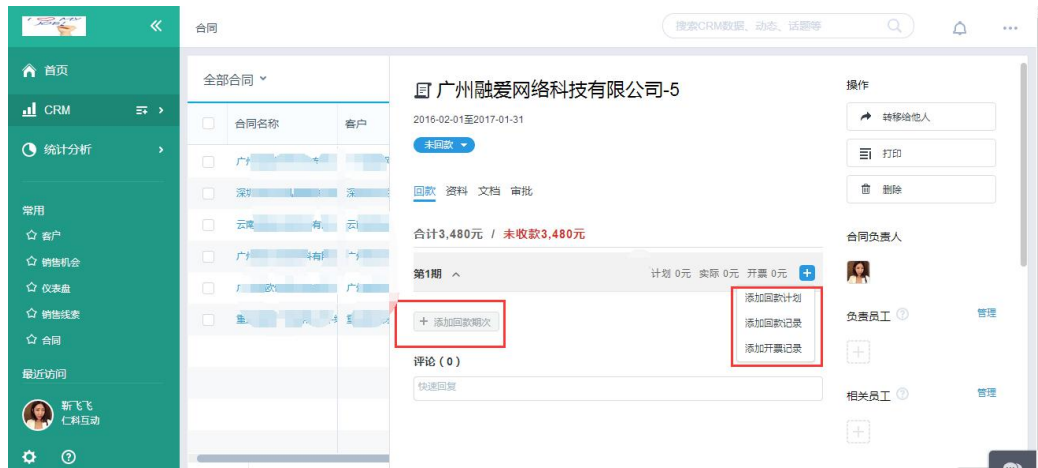 合同
搜索CRM数据、动态、话题等
首页
CRM
统计分析
常用
客户
销售机会
仪表盘
销售线索
合同
最近访问
靳飞飞
仁科互动
全部合同
合同名称 客户
广州融爱网络科技有限公司-5
2016-02-01至2017-01-31
未回款
回款 资料 文档 审批
合计3,480元 / 未收款3,480元
第1期 计划 0元 实际 0元 开票 0元
添加回款计划
添加回款记录
添加开票记录
+ 添加回款期次
评论 ( 0 )
快速回复
操作
转移给他人
打印
删除
合同负责人
负责员工 管理
相关员工 管理